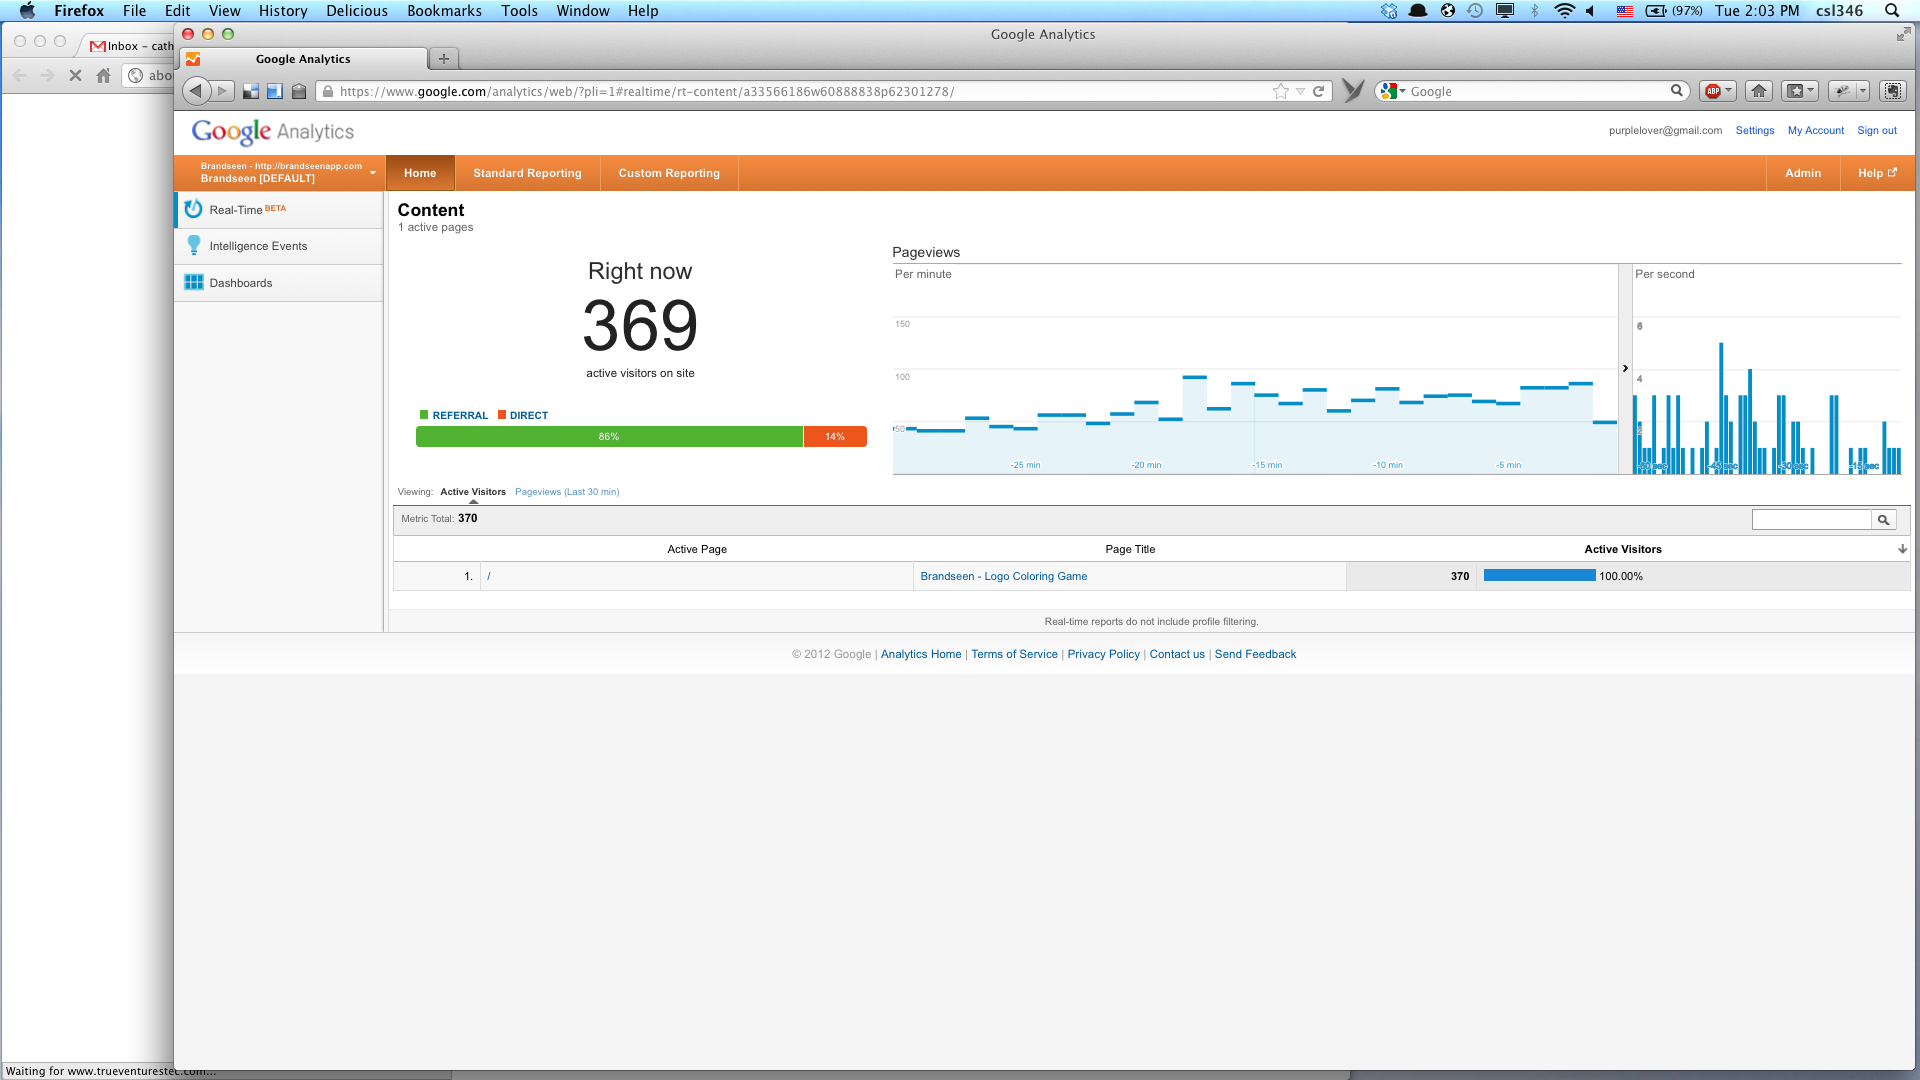 Firefox File Edit View History Delicious Bookmarks Tools Window Help (97%) Tue 2:03 PM csl346
Google Analytics
Inbox – cath
Google Analytics
abo
https://www.google.com/analytics/web/?pli=1#realtime/rt-content/a33566186w60888838p62301278/
Google
ABP
Google Analytics
purplelover@gmail.com Settings My Account Sign out
Brandseen - http://brandseenapp.com
Brandseen [DEFAULT]
Home Standard Reporting Custom Reporting Admin Help
Real-Time BETA
Intelligence Events
Dashboards
Content
1 active pages
Right now
369
active visitors on site
REFERRAL DIRECT
86% 14%
Pageviews
Per minute
150
100
50
-25 min -20 min -15 min -10 min -5 min
Per second
6
4
2
-60 sec -45 sec -30 sec -15 sec
Viewing: Active Visitors Pageviews (Last 30 min)
Metric Total: 370
Active Page Page Title Active Visitors
1. / Brandseen - Logo Coloring Game 370 100.00%
Real-time reports do not include profile filtering.
© 2012 Google | Analytics Home | Terms of Service | Privacy Policy | Contact us | Send Feedback
Waiting for www.trueventurestec.com...